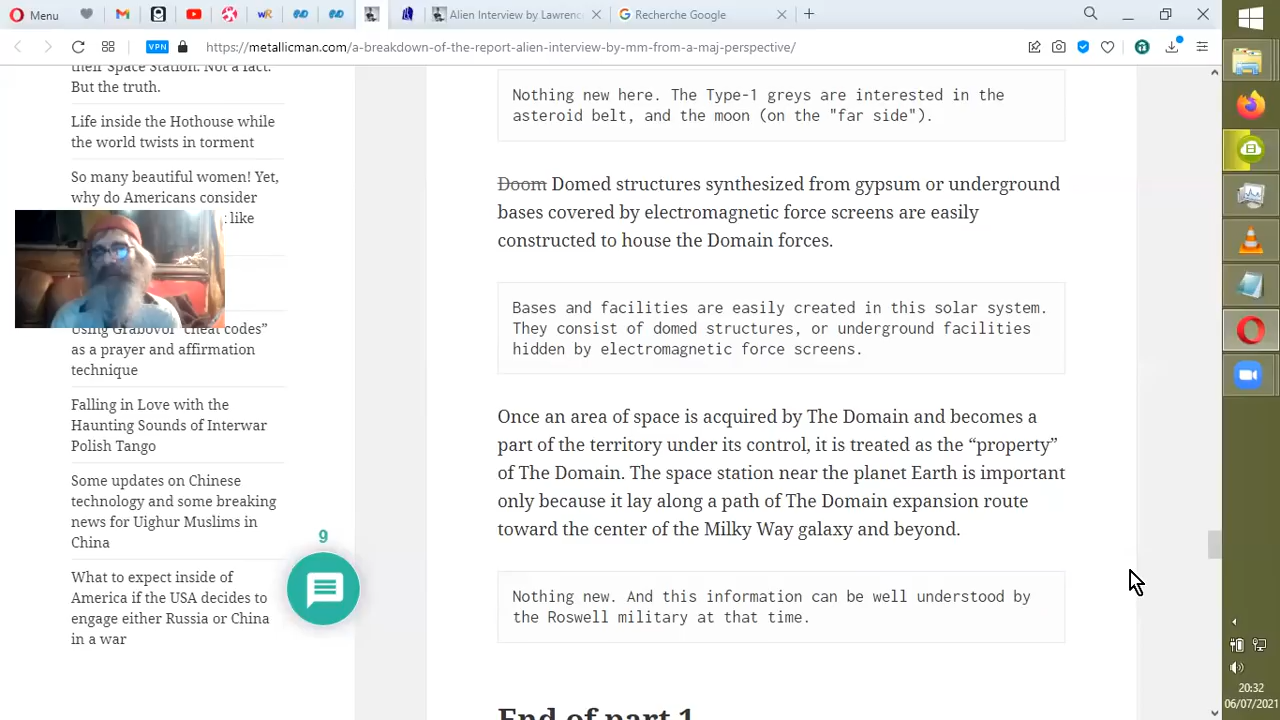 Menu
Alien Interview by Lawrenc
Recherche Google
VPN
https://metallicman.com/a-breakdown-of-the-report-alien-interview-by-mm-from-a-maj-perspective/
their Space Station. Not a fact.
But the truth.
Life inside the Hothouse while
the world twists in torment
So many beautiful women! Yet,
why do Americans consider
like
Using Grabovoi “cheat codes”
as a prayer and affirmation
technique
Falling in Love with the
Haunting Sounds of Interwar
Polish Tango
Some updates on Chinese
technology and some breaking
news for Uighur Muslims in
China
What to expect inside of
America if the USA decides to
engage either Russia or China
in a war
9
Nothing new here. The Type-1 greys are interested in the
asteroid belt, and the moon (on the "far side").
Doom Domed structures synthesized from gypsum or underground
bases covered by electromagnetic force screens are easily
constructed to house the Domain forces.
Bases and facilities are easily created in this solar system.
They consist of domed structures, or underground facilities
hidden by electromagnetic force screens.
Once an area of space is acquired by The Domain and becomes a
part of the territory under its control, it is treated as the “property”
of The Domain. The space station near the planet Earth is important
only because it lay along a path of The Domain expansion route
toward the center of the Milky Way galaxy and beyond.
Nothing new. And this information can be well understood by
the Roswell military at that time.
End of part 1
20:32
06/07/2021